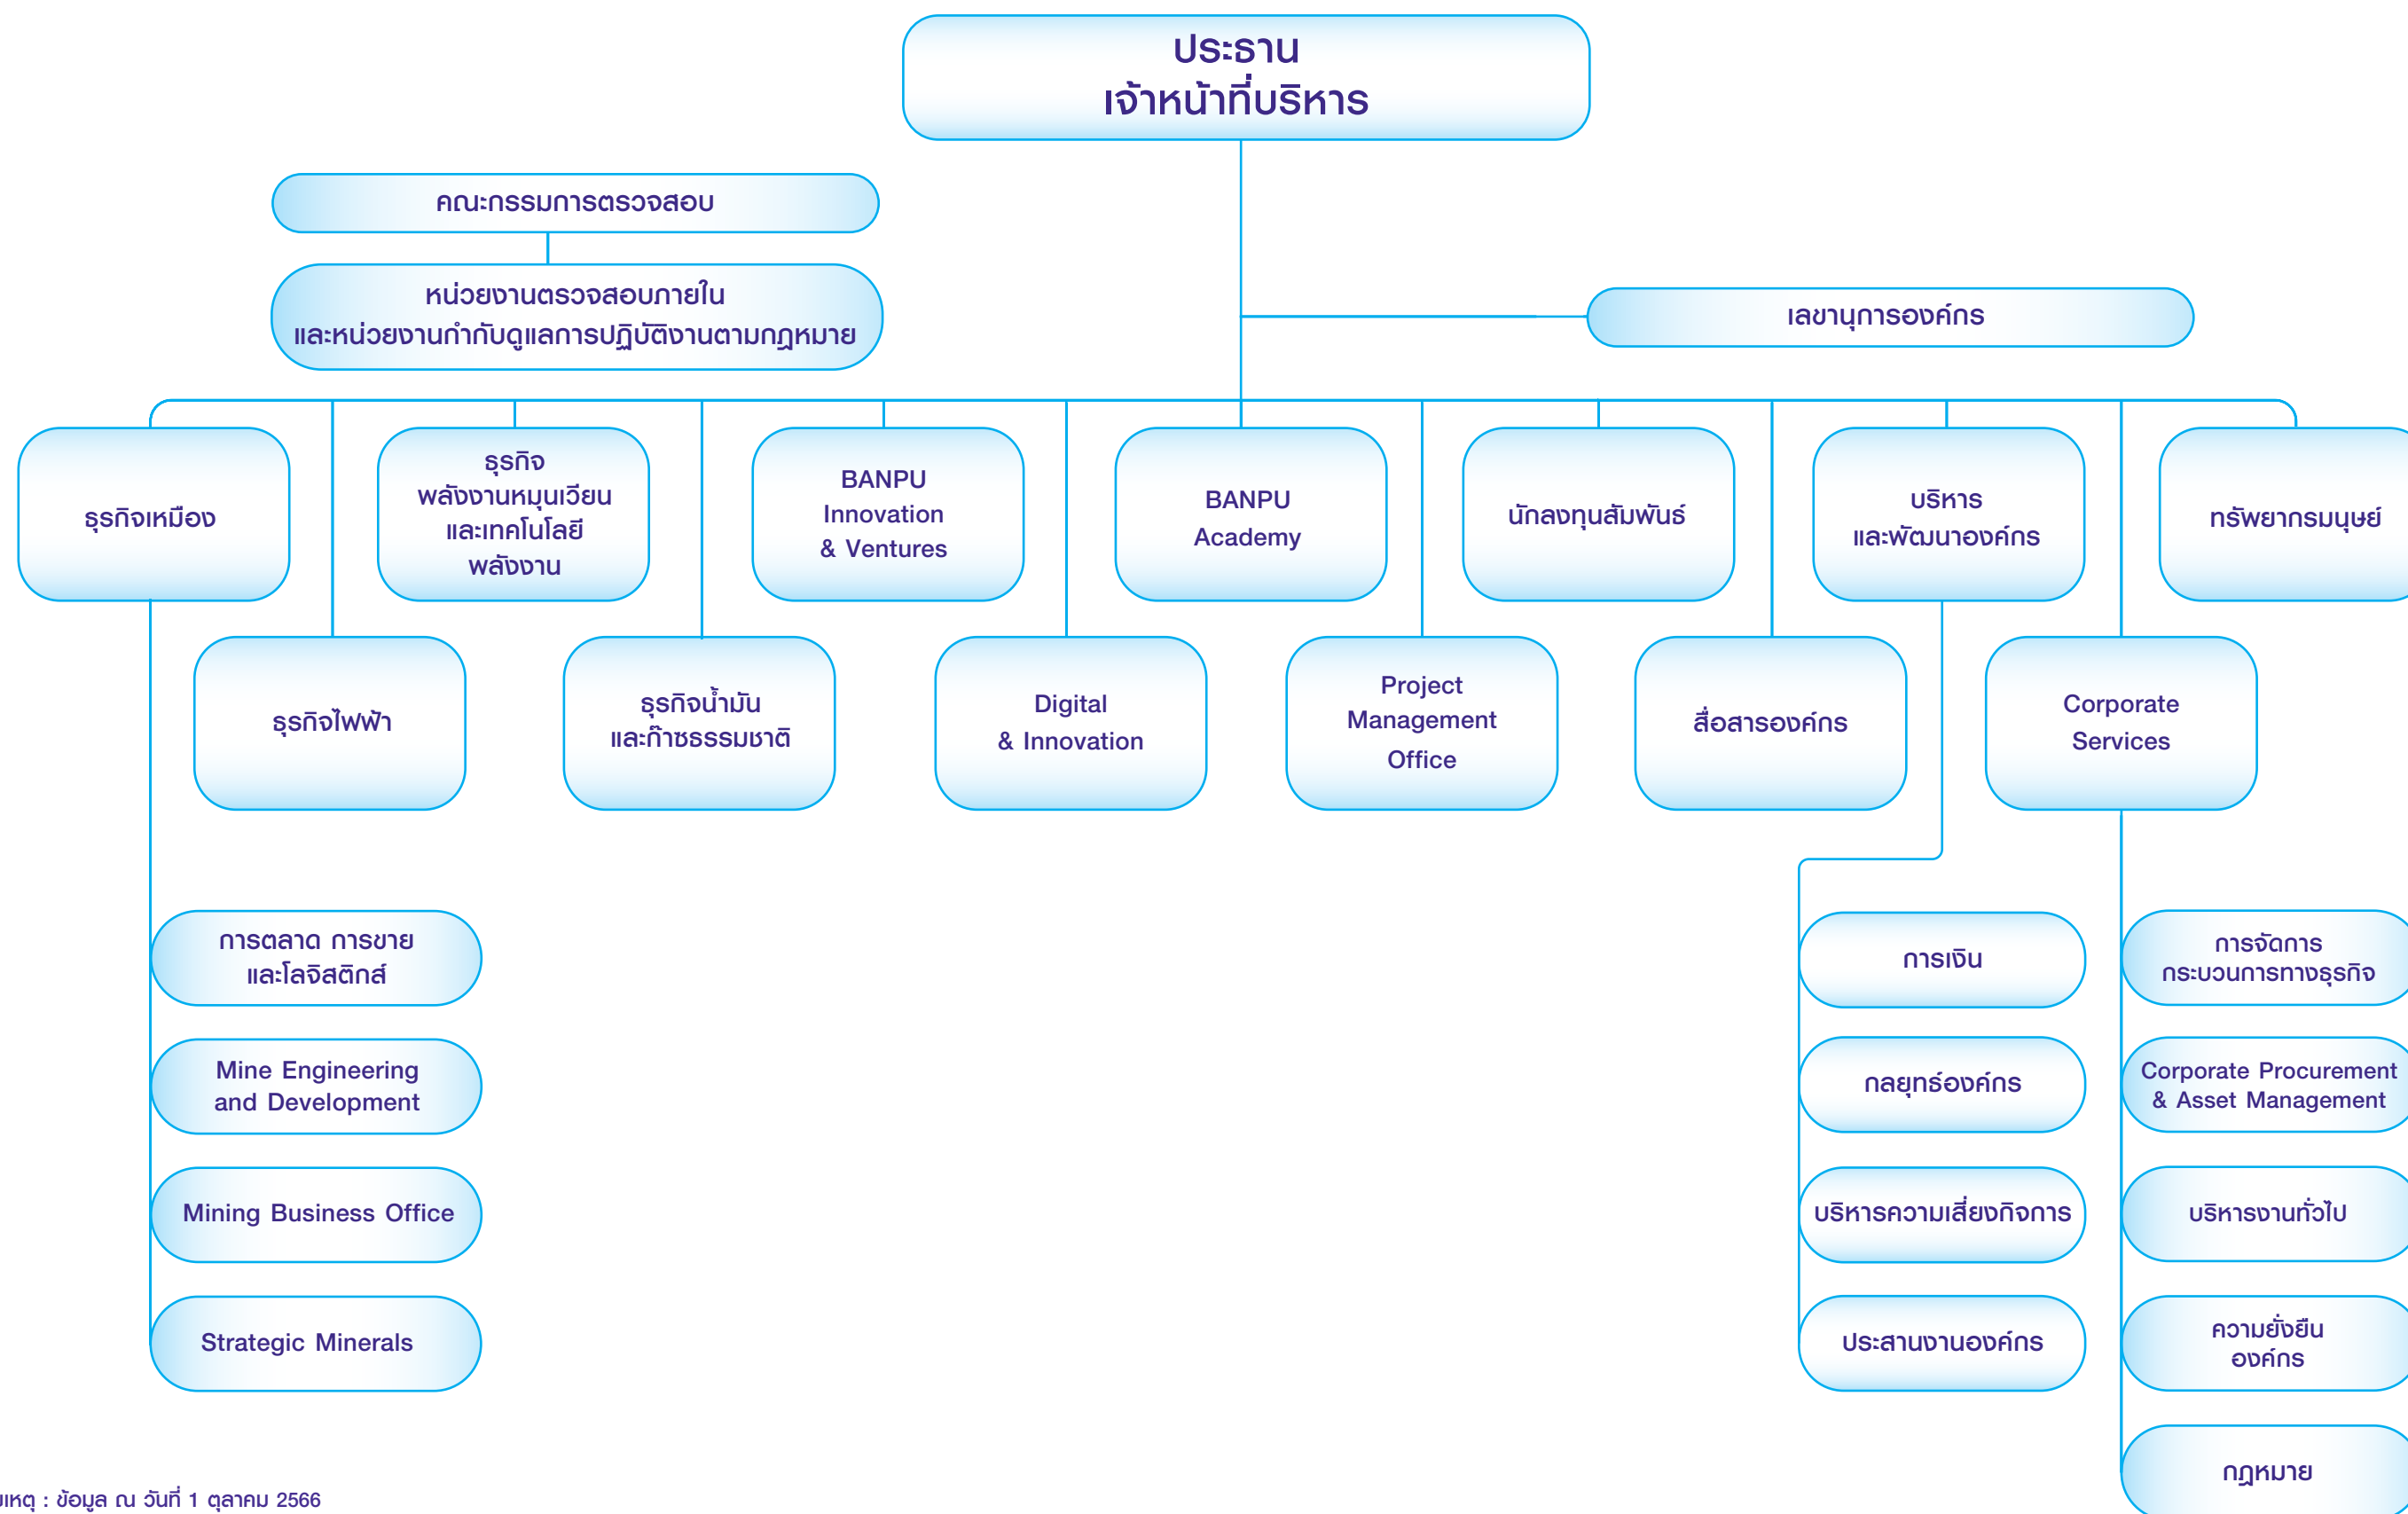 ประธาน
เจ้าหน้าที่บริหาร
คณะกรรมการตรวจสอบ
หน่วยงานตรวจสอบภายใน
และหน่วยงานกำกับดูแลการปฏิบัติงานตามกฎหมาย
เลขานุการองค์กร
ธุรกิจเหมือง
ธุรกิจ
พลังงานหมุนเวียน
และเทคโนโลยี
พลังงาน
BANPU
Innovation
& Ventures
BANPU
Academy
นักลงทุนสัมพันธ์
บริหาร
และพัฒนาองค์กร
ทรัพยากรมนุษย์
ธุรกิจไฟฟ้า
ธุรกิจน้ำมัน
และก๊าซธรรมชาติ
Digital
& Innovation
Project
Management
Office
สื่อสารองค์กร
Corporate
Services
การตลาด การขาย
และโลจิสติกส์
Mine Engineering
and Development
Mining Business Office
Strategic Minerals
การเงิน
กลยุทธ์องค์กร
บริหารความเสี่ยงกิจการ
ประสานงานองค์กร
การจัดการ
กระบวนการทางธุรกิจ
Corporate Procurement
& Asset Management
บริหารงานทั่วไป
ความยั่งยืน
องค์กร
กฎหมาย
: ข้อมูล ณ วันที่ 1 ตุลาคม 2566